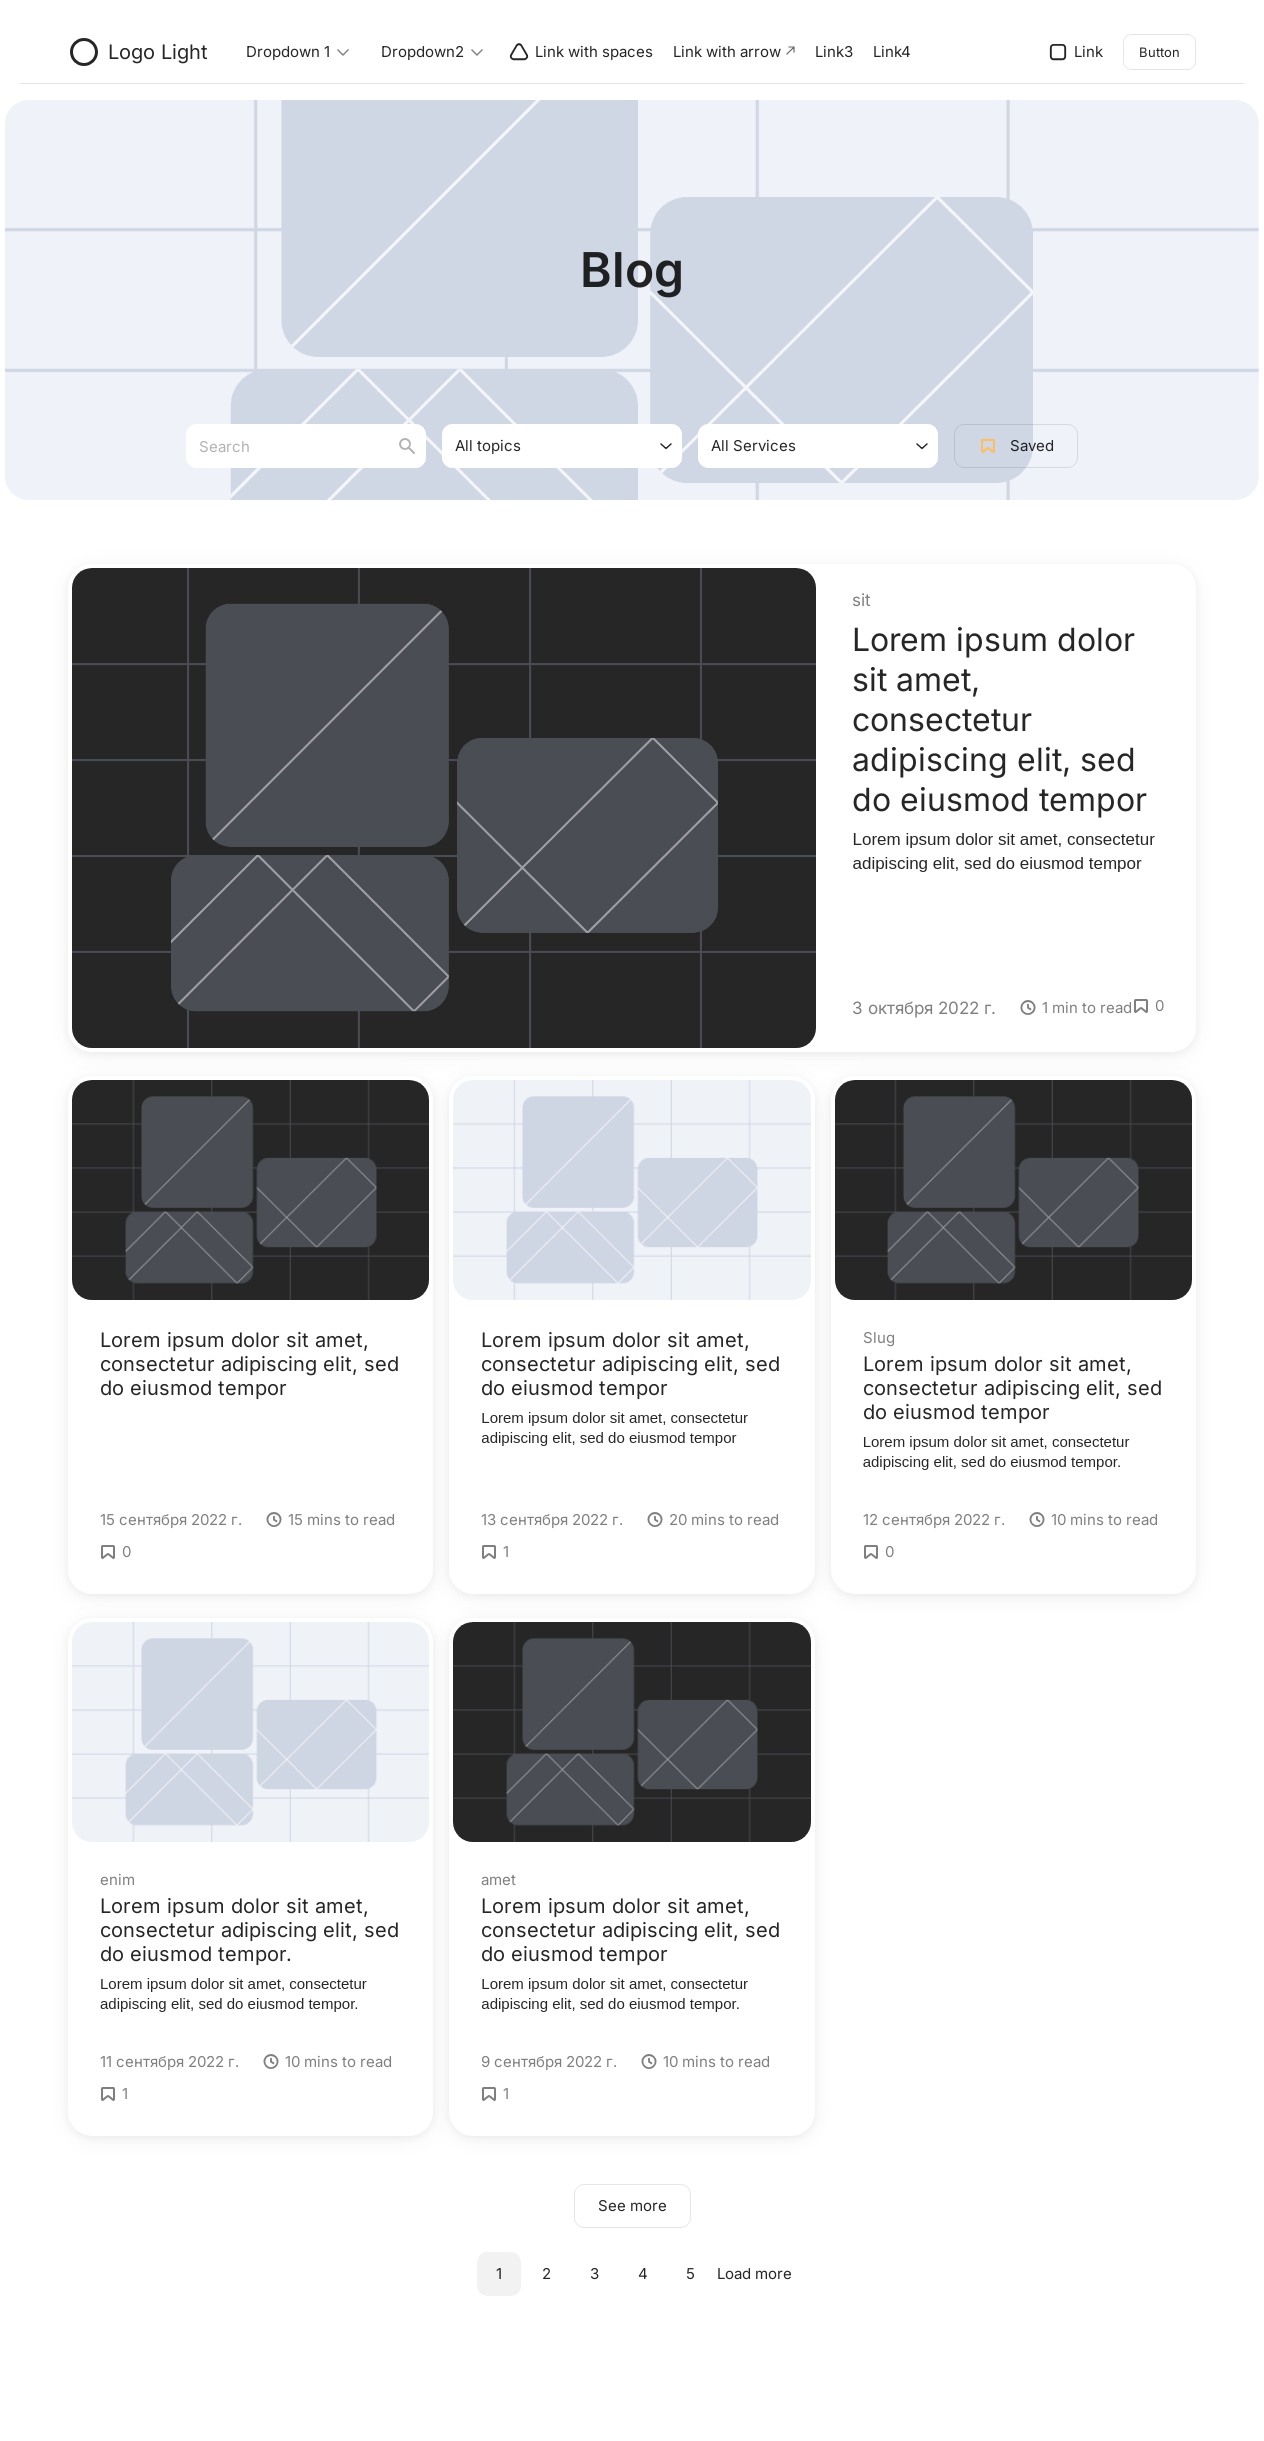 Logo Light
Dropdown 1
Dropdown2
Link with spaces
Link with arrow
Link3
Link4
Link
Button
Blog
Search
All topics
All Services
Saved
sit
Lorem ipsum dolor
sit amet,
consectetur
adipiscing elit, sed
do eiusmod tempor
Lorem ipsum dolor sit amet, consectetur
adipiscing elit, sed do eiusmod tempor
3 октября 2022 г.
1 min to read
0
Lorem ipsum dolor sit amet,
consectetur adipiscing elit, sed
do eiusmod tempor
15 сентября 2022 г.
15 mins to read
0
Lorem ipsum dolor sit amet,
consectetur adipiscing elit, sed
do eiusmod tempor
Lorem ipsum dolor sit amet, consectetur
adipiscing elit, sed do eiusmod tempor
13 сентября 2022 г.
20 mins to read
1
Slug
Lorem ipsum dolor sit amet,
consectetur adipiscing elit, sed
do eiusmod tempor
Lorem ipsum dolor sit amet, consectetur
adipiscing elit, sed do eiusmod tempor.
12 сентября 2022 г.
10 mins to read
0
enim
Lorem ipsum dolor sit amet,
consectetur adipiscing elit, sed
do eiusmod tempor.
Lorem ipsum dolor sit amet, consectetur
adipiscing elit, sed do eiusmod tempor.
11 сентября 2022 г.
10 mins to read
1
amet
Lorem ipsum dolor sit amet,
consectetur adipiscing elit, sed
do eiusmod tempor
Lorem ipsum dolor sit amet, consectetur
adipiscing elit, sed do eiusmod tempor.
9 сентября 2022 г.
10 mins to read
1
See more
1
2
3
4
5
Load more